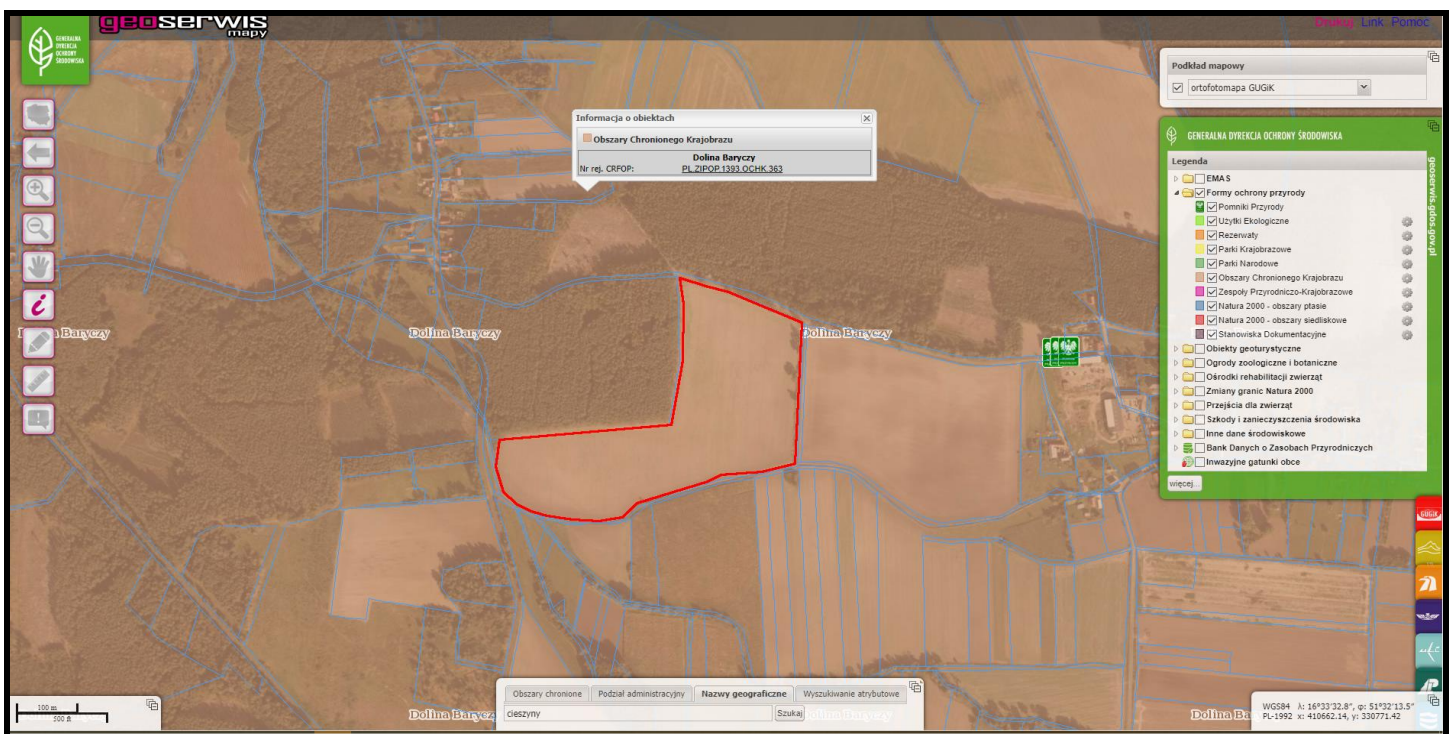 GENERALNA
DYREKCJA
OCHRONY
ŚRODOWISKA
geoserwis
mapy
Drukuj Link Pomoc
Podkład mapowy
ortofotomapa GUGiK
Informacja o obiektach
Obszary Chronionego Krajobrazu
Dolina Baryczy
Nr rej. CRFOP: PL.ZIPOP.1393.OCHK.363
GENERALNA DYREKCJA OCHRONY ŚRODOWISKA
Legenda
EMAS
Formy ochrony przyrody
Pomniki Przyrody
Użytki Ekologiczne
Rezerwaty
Parki Krajobrazowe
Parki Narodowe
Obszary Chronionego Krajobrazu
Zespoły Przyrodniczo-Krajobrazowe
Natura 2000 - obszary ptasie
Natura 2000 - obszary siedliskowe
Stanowiska Dokumentacyjne
Obiekty geoturystyczne
Ogrody zoologiczne i botaniczne
Ośrodki rehabilitacji zwierząt
Zmiany granic Natura 2000
Przejścia dla zwierząt
Szkody i zanieczyszczenia środowiska
Inne dane środowiskowe
Bank Danych o Zasobach Przyrodniczych
Inwazyjne gatunki obce
więcej...
geoserwis.gdos.gov.pl
Baryczy
Dolina Baryczy
Dolina Baryczy
GUGiK
Obszary chronione
Podział administracyjny
Nazwy geograficzne
Wyszukiwanie atrybutowe
cieszyny
Szukaj
100 m
500 ft
Dolina Barycz
Dolina Ba
WGS84 λ: 16°33'32.8", φ: 51°32'13.5"
PL-1992 x: 410662.14, y: 330771.42